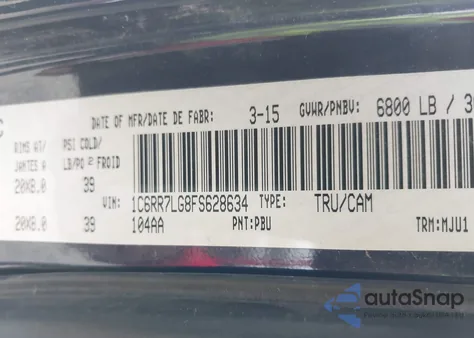 DATE OF MFR/DATE DE FABR: 3-15 GVWR/PNBV: 6800 LB / 3
RIMS AT/ PSI COLD/
JANTES A LB/PO² FROID
20X8.0 39
VIN: 1C6RR7LG8FS628634 TYPE: TRU/CAM
20X8.0 39 104AA PNT:PBU TRM:MJU1
autoSnap